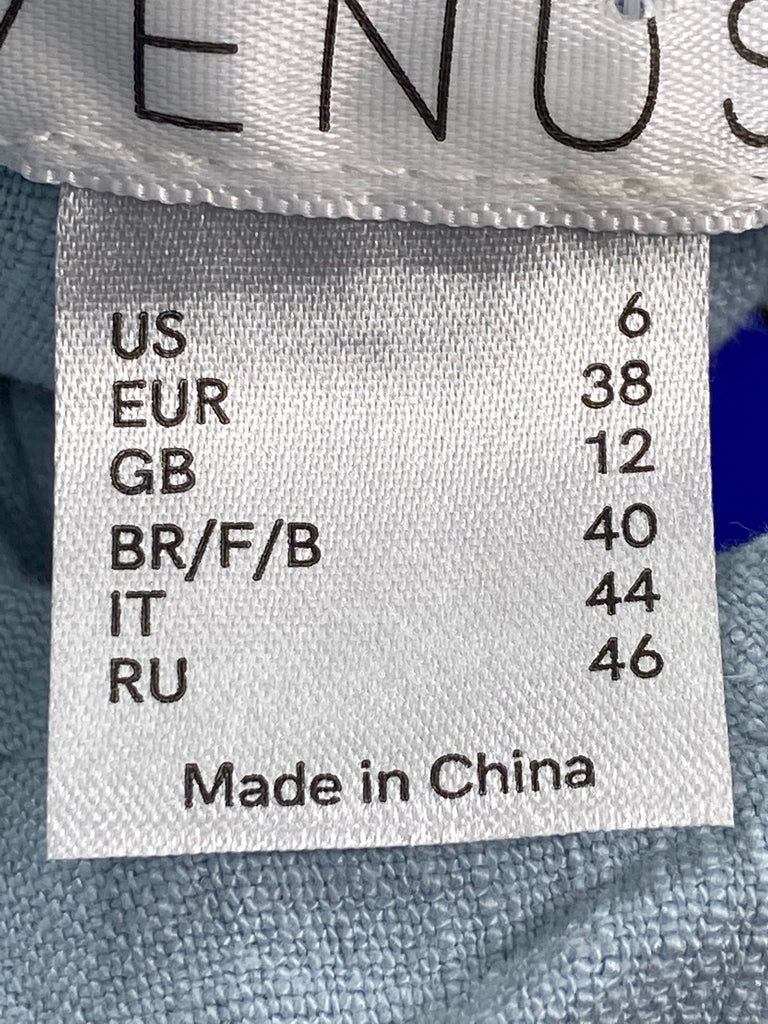 VENUS
US 6
EUR 38
GB 12
BR/F/B 40
IT 44
RU 46
Made in China